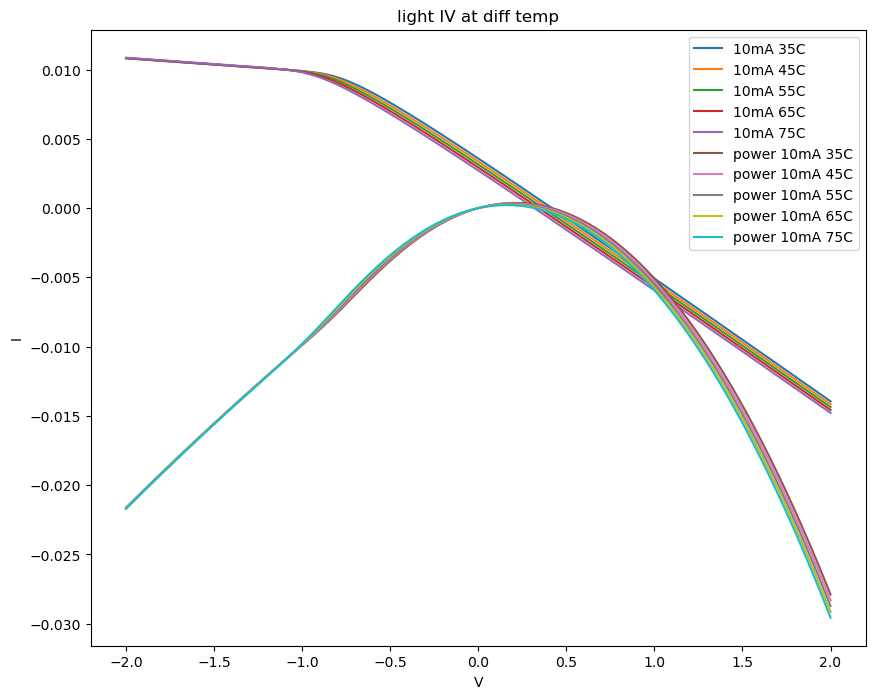 light IV at diff temp
0.010
0.005
0.000
−0.005
−0.010
−0.015
−0.020
−0.025
−0.030
I
−2.0 −1.5 −1.0 −0.5 0.0 0.5 1.0 1.5 2.0
V
10mA 35C
10mA 45C
10mA 55C
10mA 65C
10mA 75C
power 10mA 35C
power 10mA 45C
power 10mA 55C
power 10mA 65C
power 10mA 75C